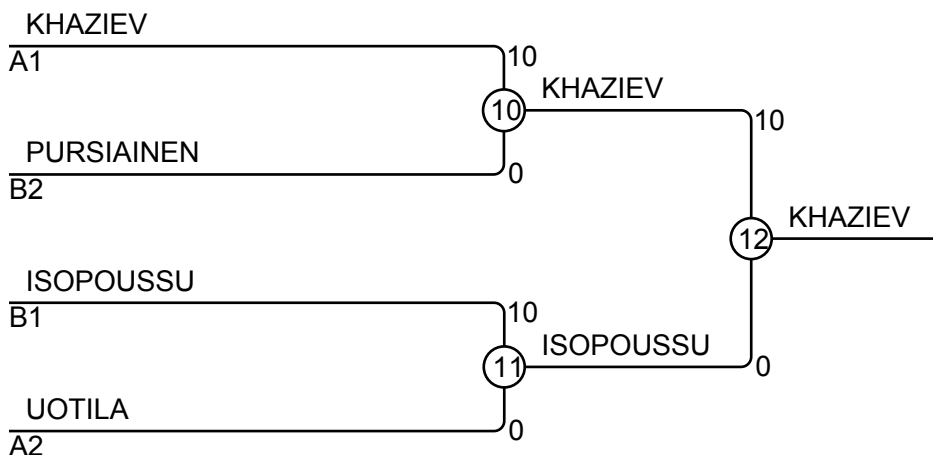 KHAZIEV
A1
10
10
KHAZIEV
10
PURSIAINEN
B2
0
12
KHAZIEV
ISOPOUSSU
B1
10
11
ISOPOUSSU
0
UOTILA
A2
0